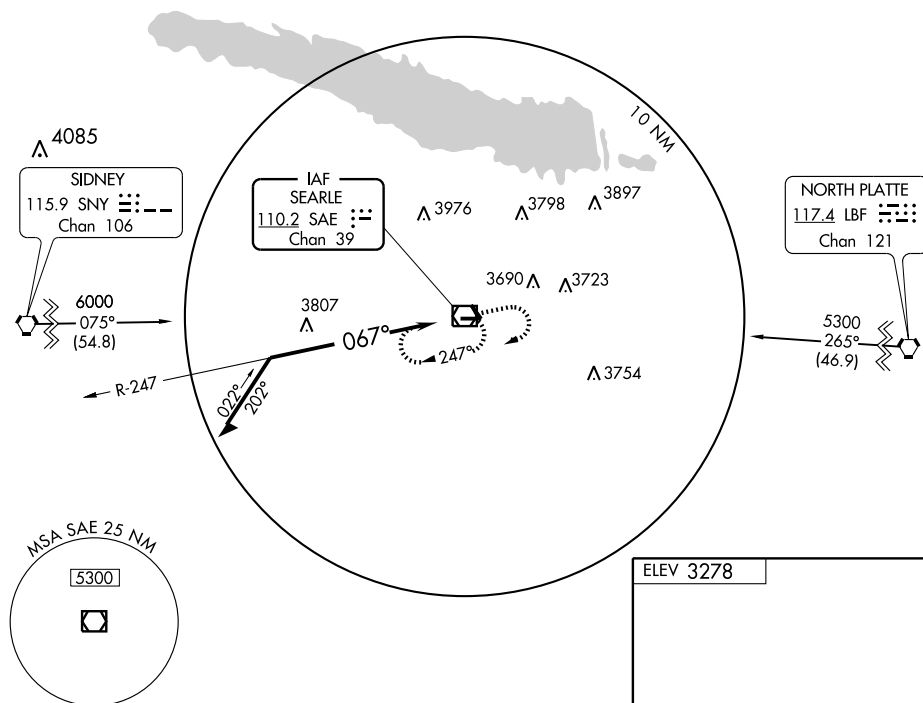 10 NM
4085
SIDNEY
115.9 SNY
Chan 106
IAF
SEARLE
110.2 SAE
Chan 39
3976
3798
3897
NORTH PLATTE
117.4 LBF
Chan 121
3690
3723
6000
075°
(54.8)
3807
067°
247°
5300
265°
(46.9)
3754
R-247
022°
202°
MSA SAE 25 NM
5300
ELEV 3278